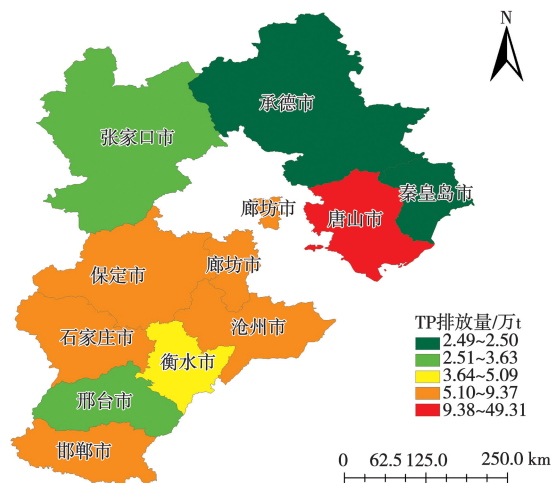 N
承德市
张家口市
秦皇岛市
廊坊市
唐山市
廊坊市
保定市
沧州市
石家庄市
衡水市
邢台市
邯郸市
TP排放量/万t
2.49~2.50
2.51~3.63
3.64~5.09
5.10~9.37
9.38~49.31
0 62.5 125.0 250.0 km